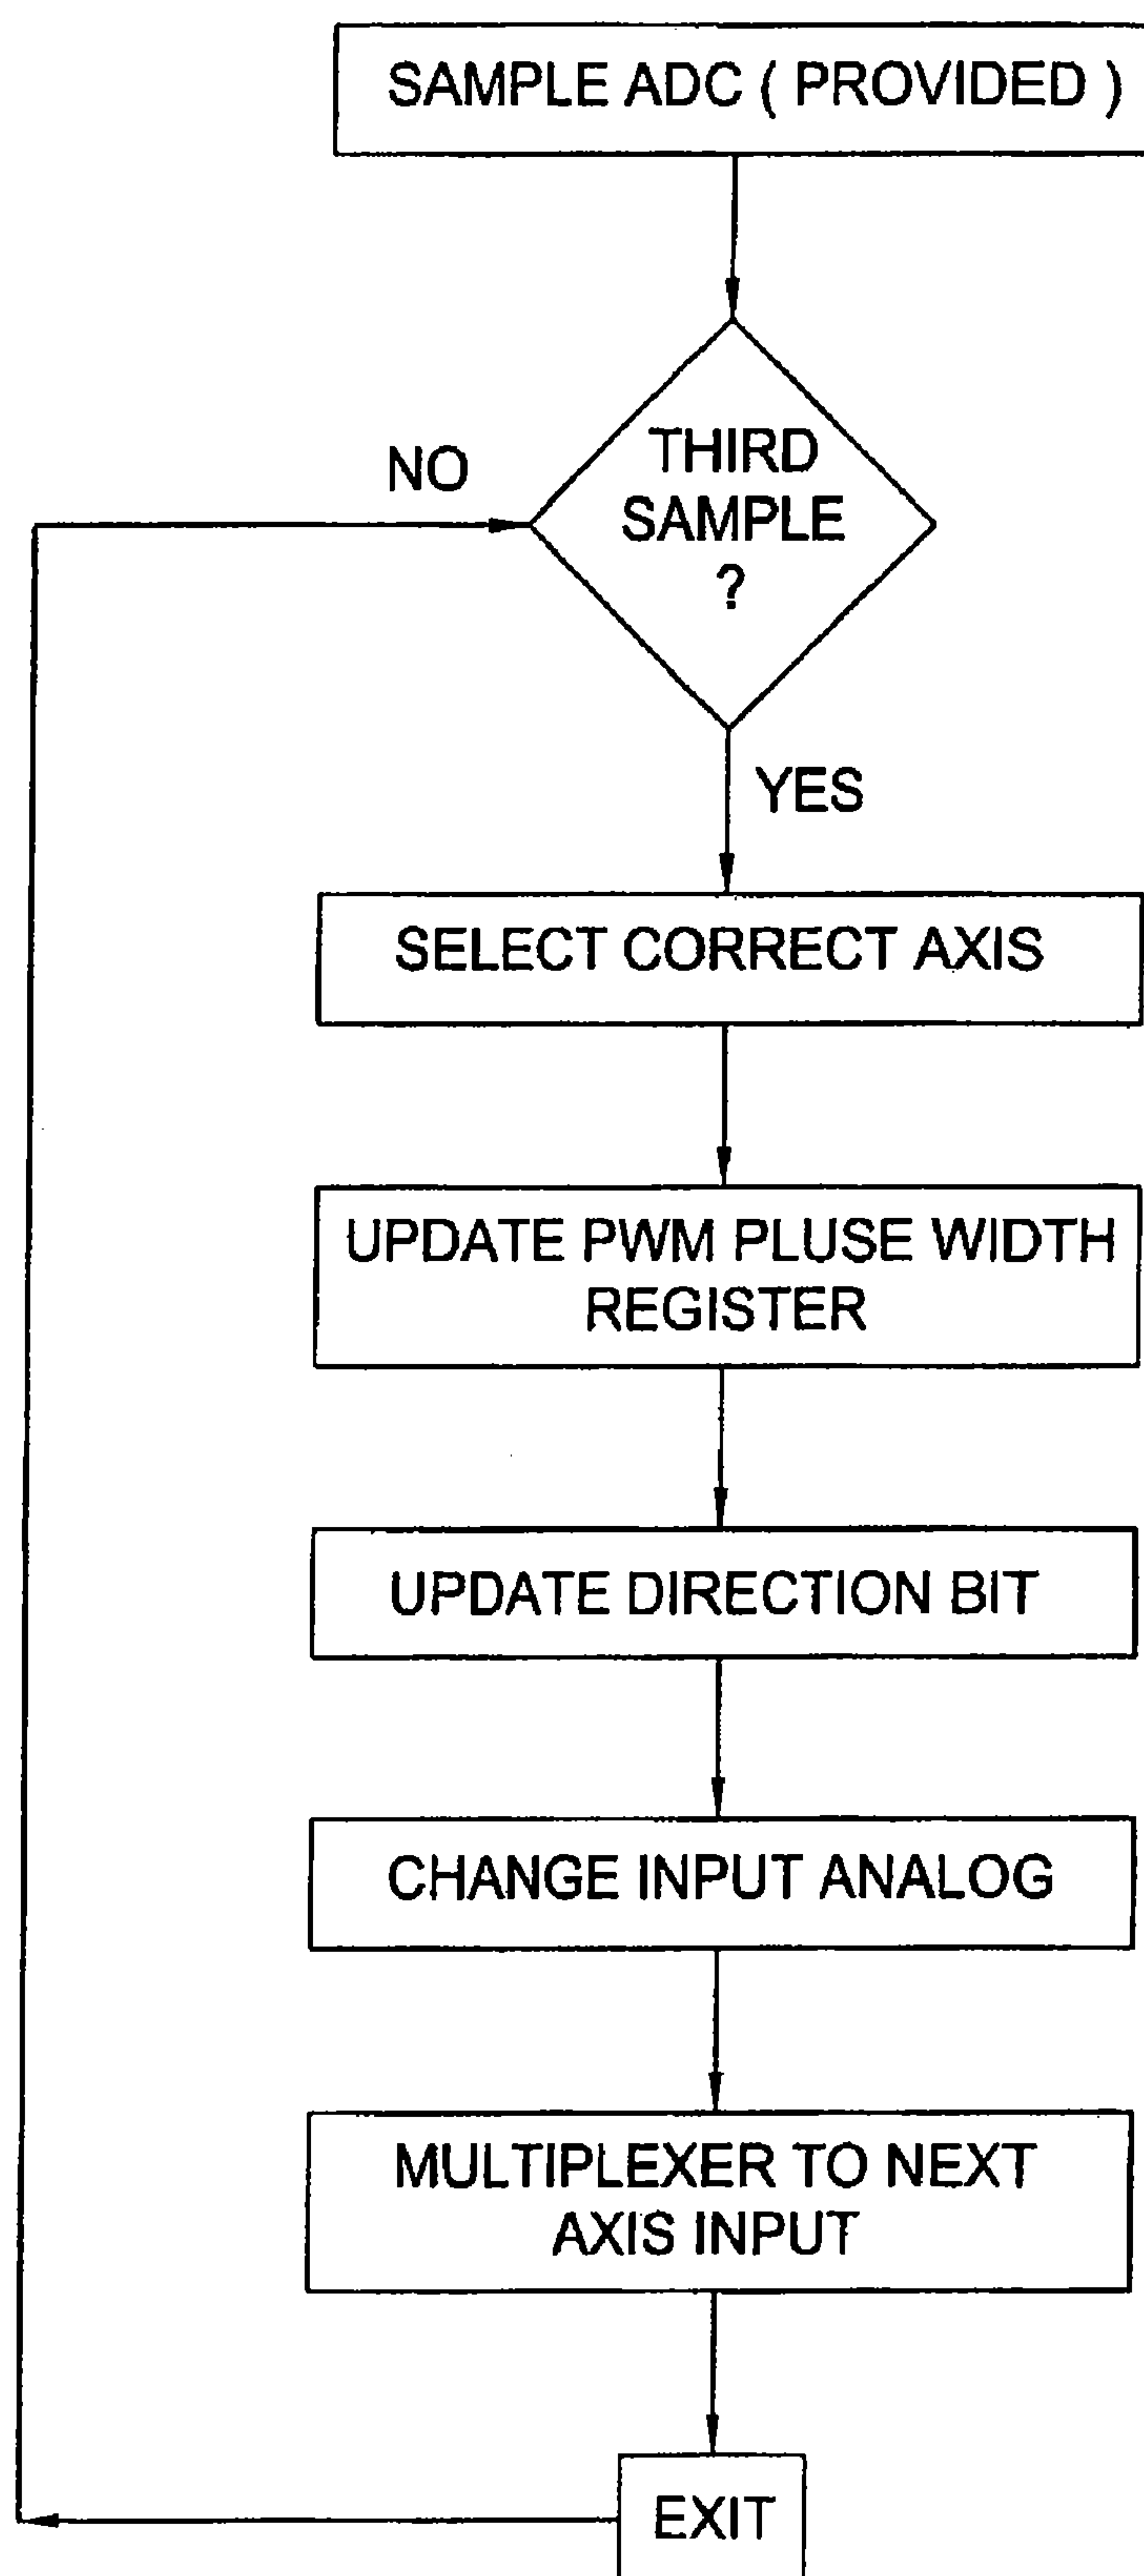 SAMPLE ADC ( PROVIDED )
THIRD
SAMPLE
?
NO
YES
SELECT CORRECT AXIS
UPDATE PWM PLUSE WIDTH
REGISTER
UPDATE DIRECTION BIT
CHANGE INPUT ANALOG
MULTIPLEXER TO NEXT
AXIS INPUT
EXIT